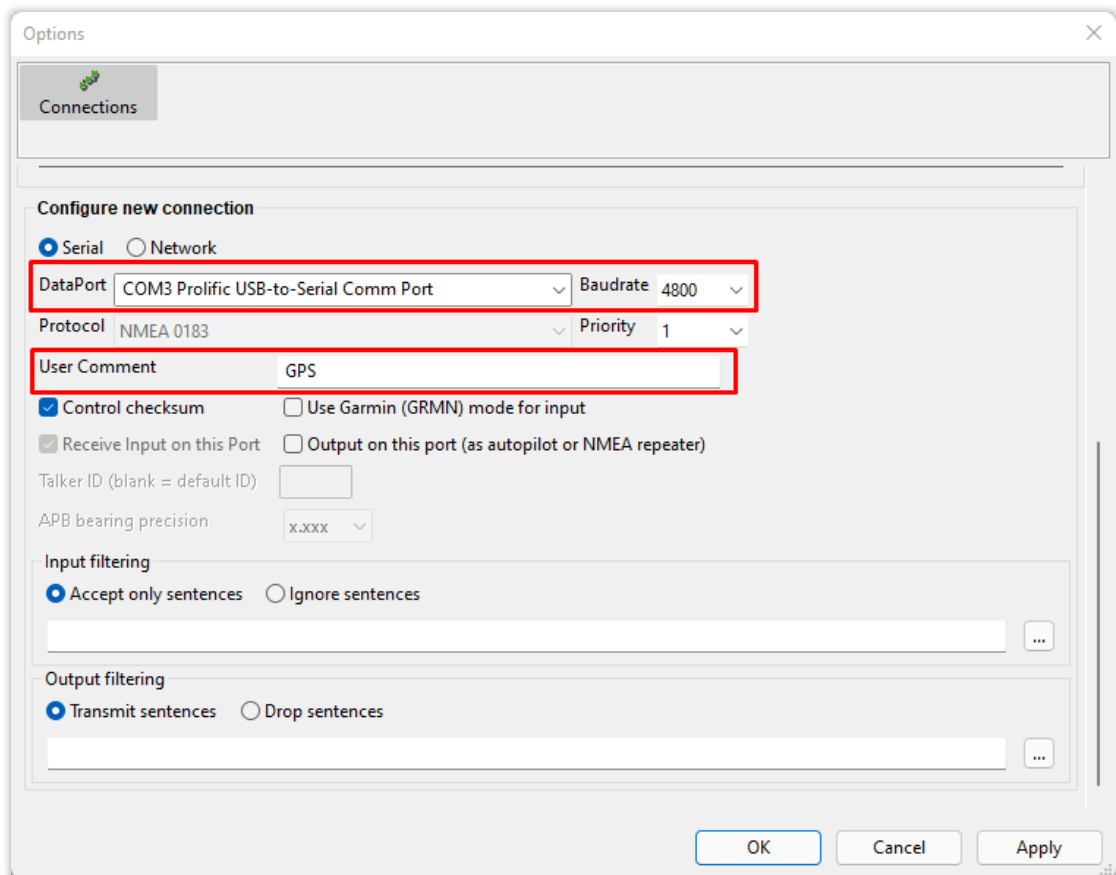 Options
Connections
Configure new connection
Serial Network
DataPort COM3 Prolific USB-to-Serial Comm Port Baudrate 4800
Protocol NMEA 0183 Priority 1
User Comment GPS
Control checksum Use Garmin (GRMN) mode for input
Receive Input on this Port Output on this port (as autopilot or NMEA repeater)
Talker ID (blank = default ID)
APB bearing precision x.xxx
Input filtering
Accept only sentences Ignore sentences
...
Output filtering
Transmit sentences Drop sentences
...
OK Cancel Apply